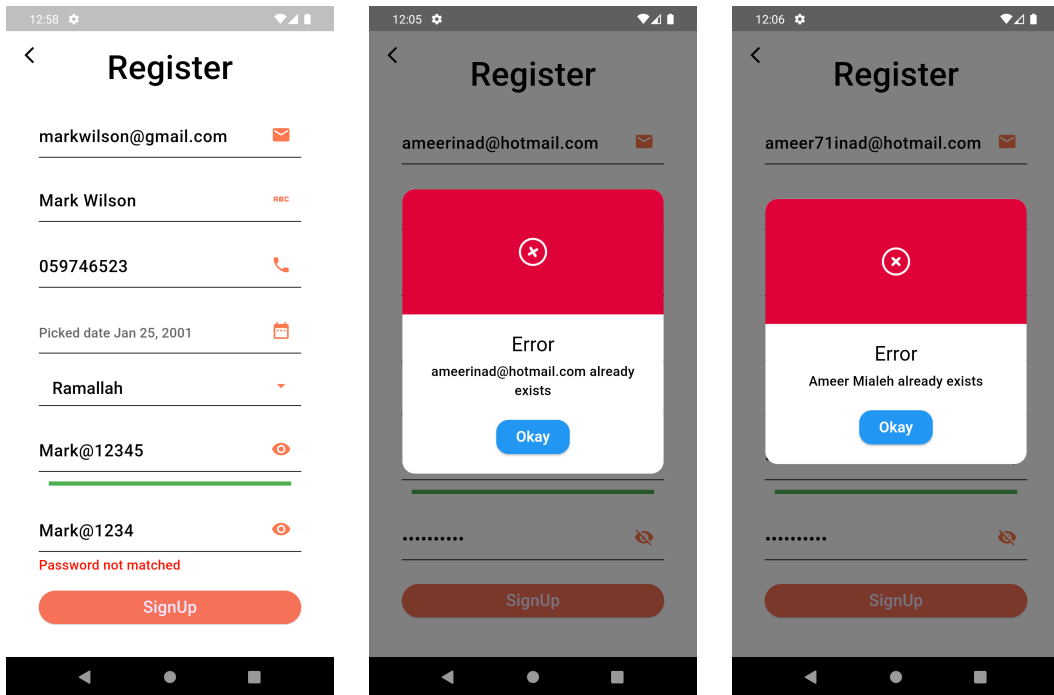 12:58
Register
markwilson@gmail.com
Mark Wilson
ABC
059746523
Picked date Jan 25, 2001
Ramallah
Mark@12345
Mark@1234
Password not matched
SignUp
12:05
Register
ameerinad@hotmail.com
Error
ameerinad@hotmail.com already
exists
Okay
••••••••••
SignUp
12:06
Register
ameer71inad@hotmail.com
Error
Ameer Mialeh already exists
Okay
••••••••••
SignUp